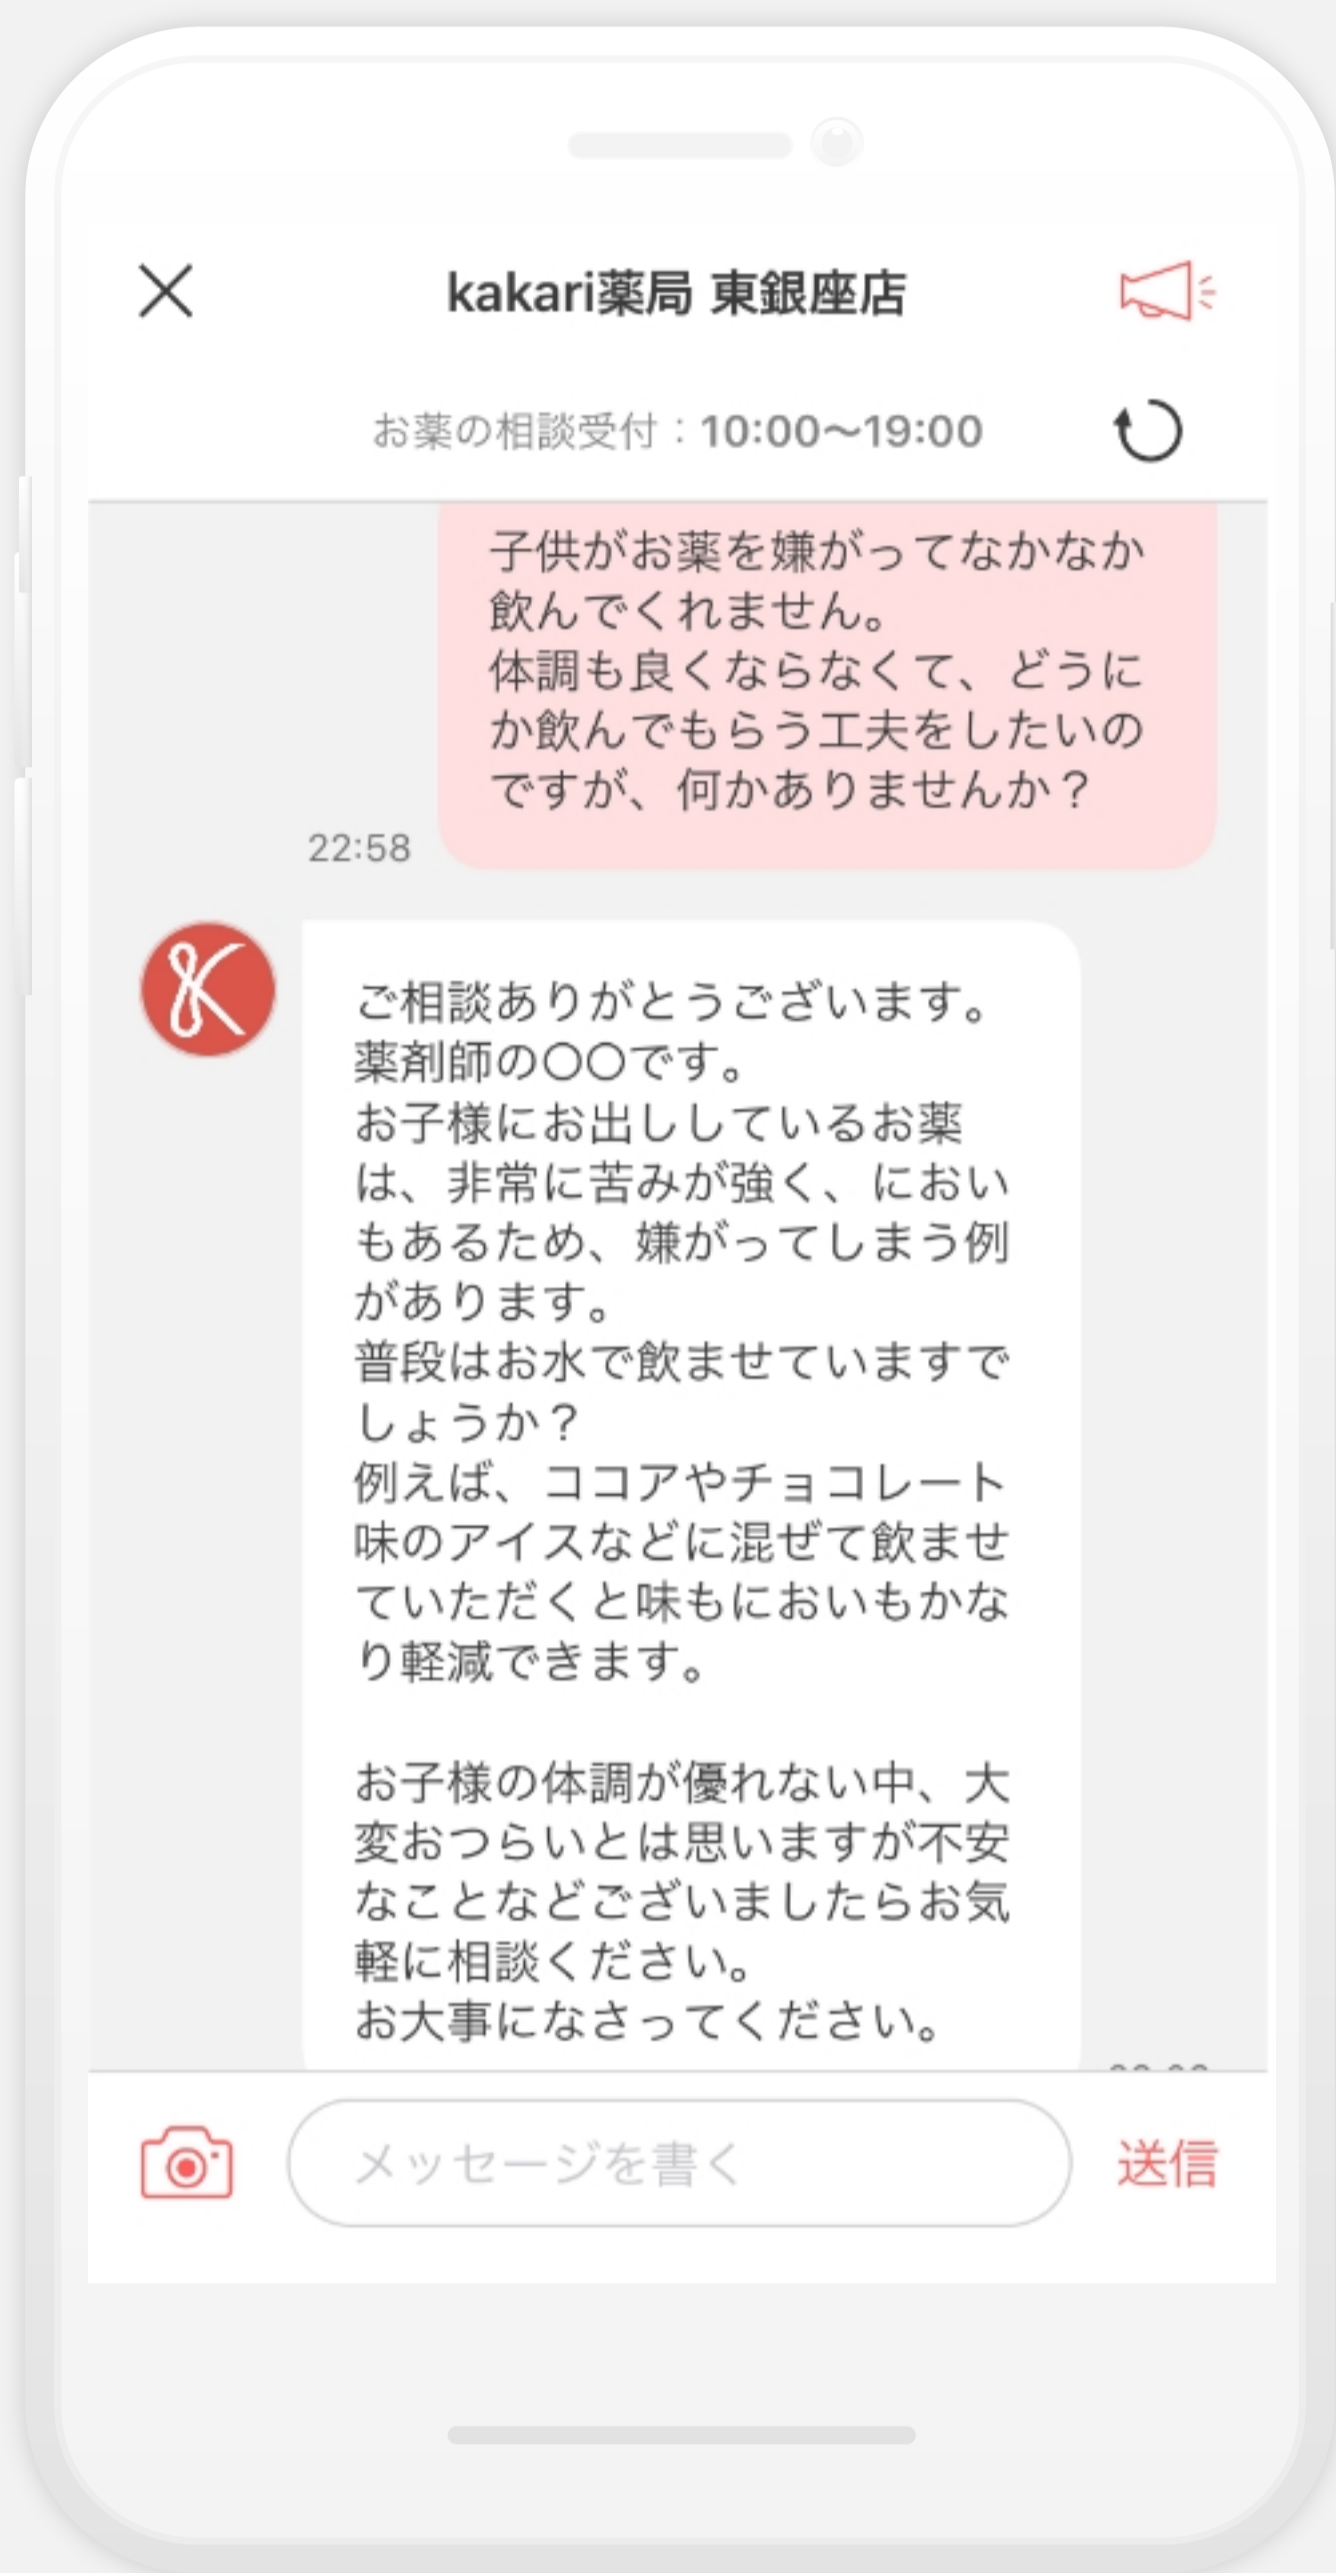 kakari薬局 東銀座店
お薬の相談受付：10:00〜19:00
子供がお薬を嫌がってなかなか
飲んでくれません。
体調も良くならなくて、どうに
か飲んでもらう工夫をしたいの
ですが、何かありませんか？
22:58
ご相談ありがとうございます。
薬剤師の〇〇です。
お子様にお出ししているお薬
は、非常に苦みが強く、におい
もあるため、嫌がってしまう例
があります。
普段はお水で飲ませていますで
しょうか？
例えば、ココアやチョコレート
味のアイスなどに混ぜて飲ませ
ていただくと味もにおいもかな
り軽減できます。
お子様の体調が優れない中、大
変おつらいとは思いますが不安
なことなどございましたらお気
軽に相談ください。
お大事になさってください。
メッセージを書く
送信